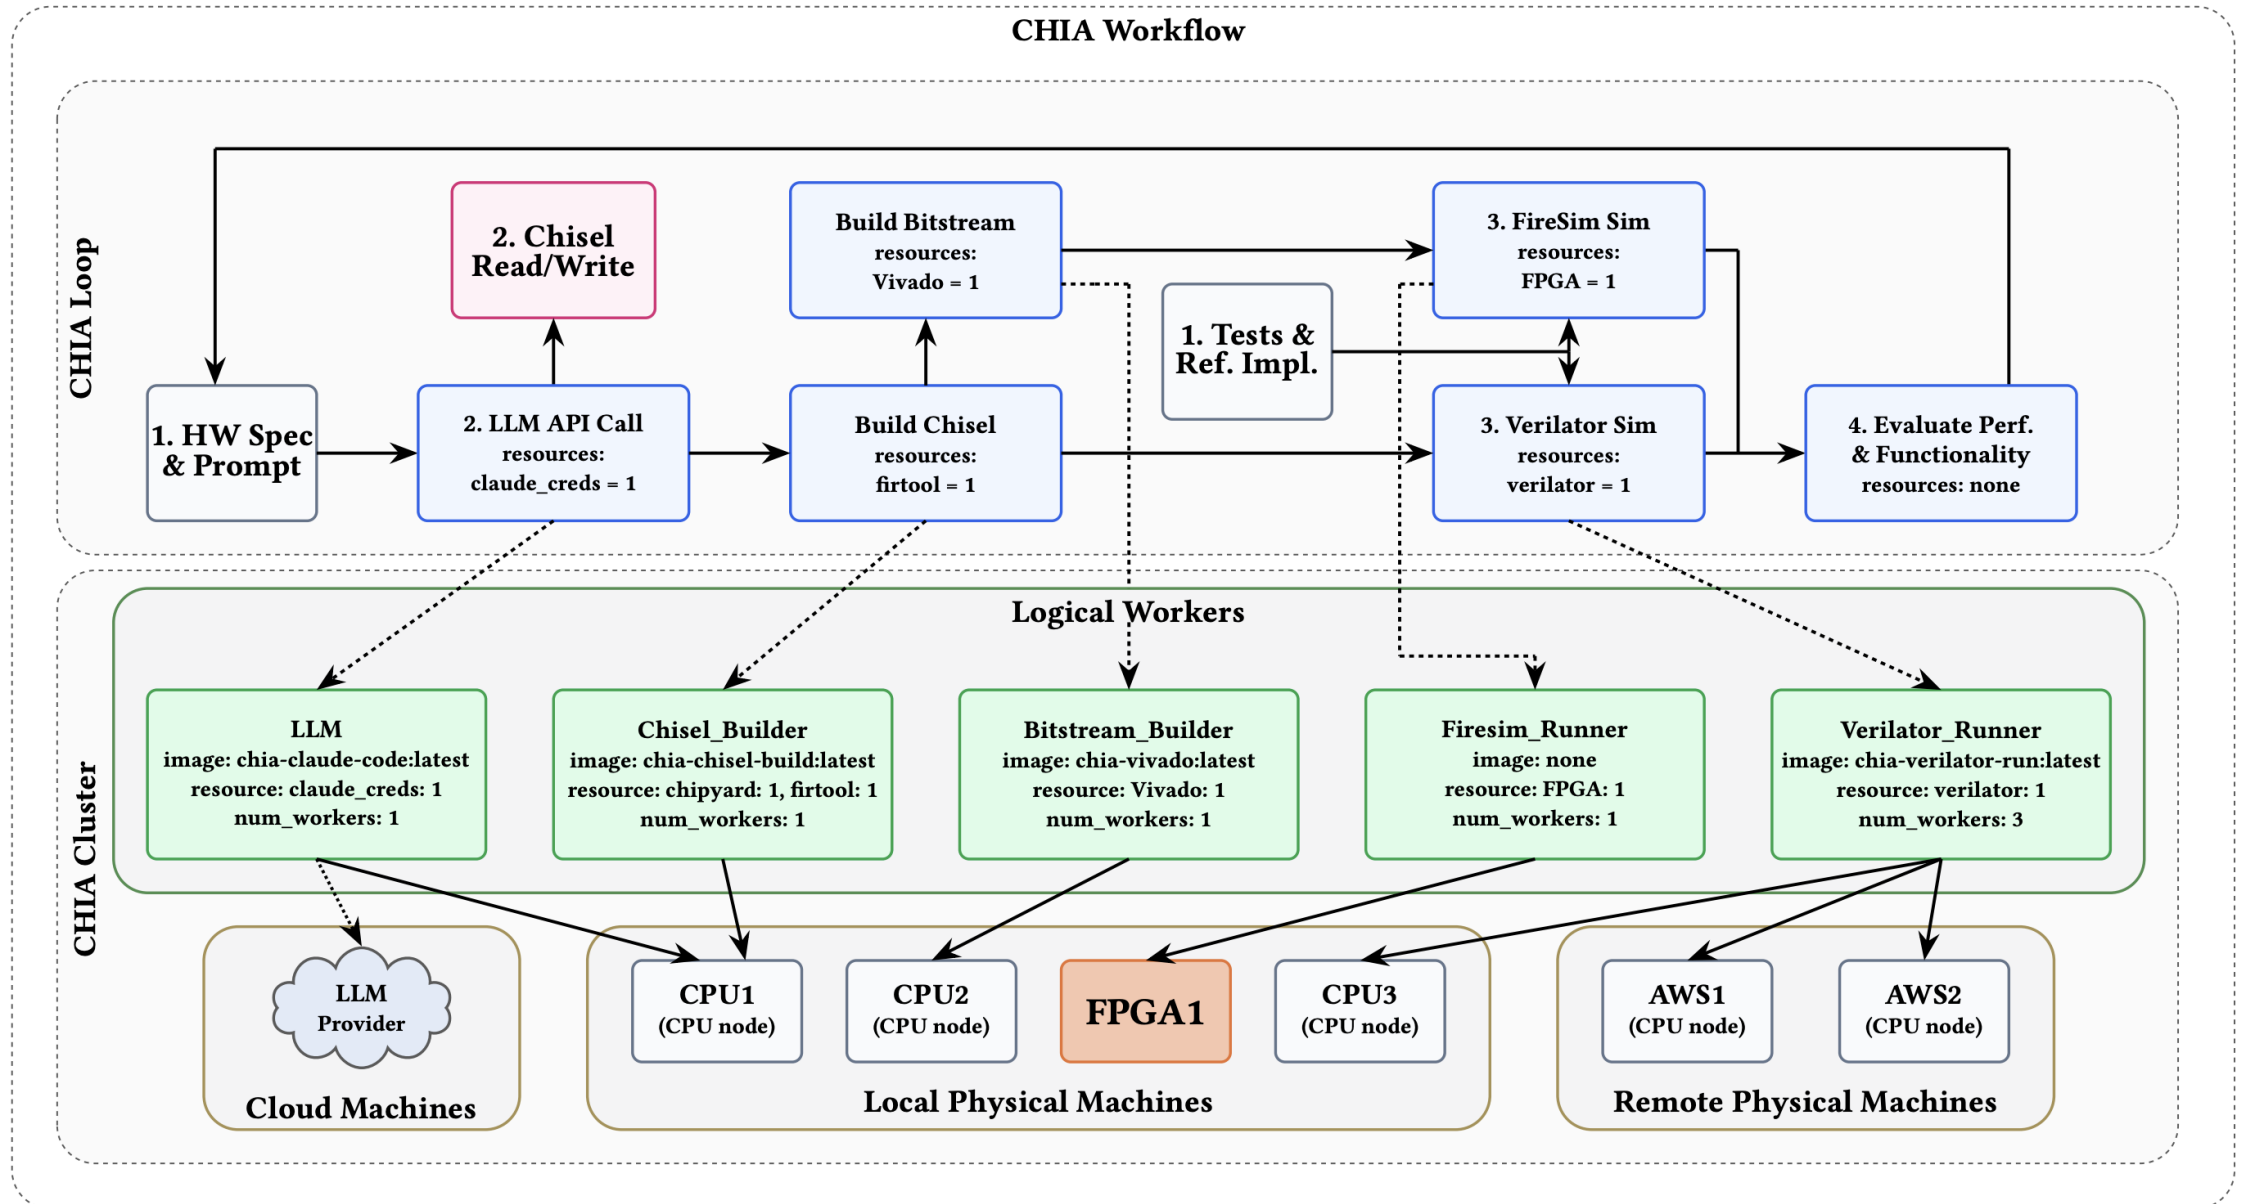 CHIA Workflow
CHIA Loop
2. Chisel
Read/Write
Build Bitstream
resources:
Vivado = 1
3. FireSim Sim
resources:
FPGA = 1
1. Tests &
Ref. Impl.
1. HW Spec
& Prompt
2. LLM API Call
resources:
claude_creds = 1
Build Chisel
resources:
firtool = 1
3. Verilator Sim
resources:
verilator = 1
4. Evaluate Perf.
& Functionality
resources: none
CHIA Cluster
Logical Workers
LLM
image: chia-claude-code:latest
resource: claude_creds: 1
num_workers: 1
Chisel_Builder
image: chia-chisel-build:latest
resource: chipyard: 1, firtool: 1
num_workers: 1
Bitstream_Builder
image: chia-vivado:latest
resource: Vivado: 1
num_workers: 1
Firesim_Runner
image: none
resource: FPGA: 1
num_workers: 1
Verilator_Runner
image: chia-verilator-run:latest
resource: verilator: 1
num_workers: 3
LLM
Provider
Cloud Machines
CPU1
(CPU node)
CPU2
(CPU node)
FPGA1
CPU3
(CPU node)
Local Physical Machines
AWS1
(CPU node)
AWS2
(CPU node)
Remote Physical Machines